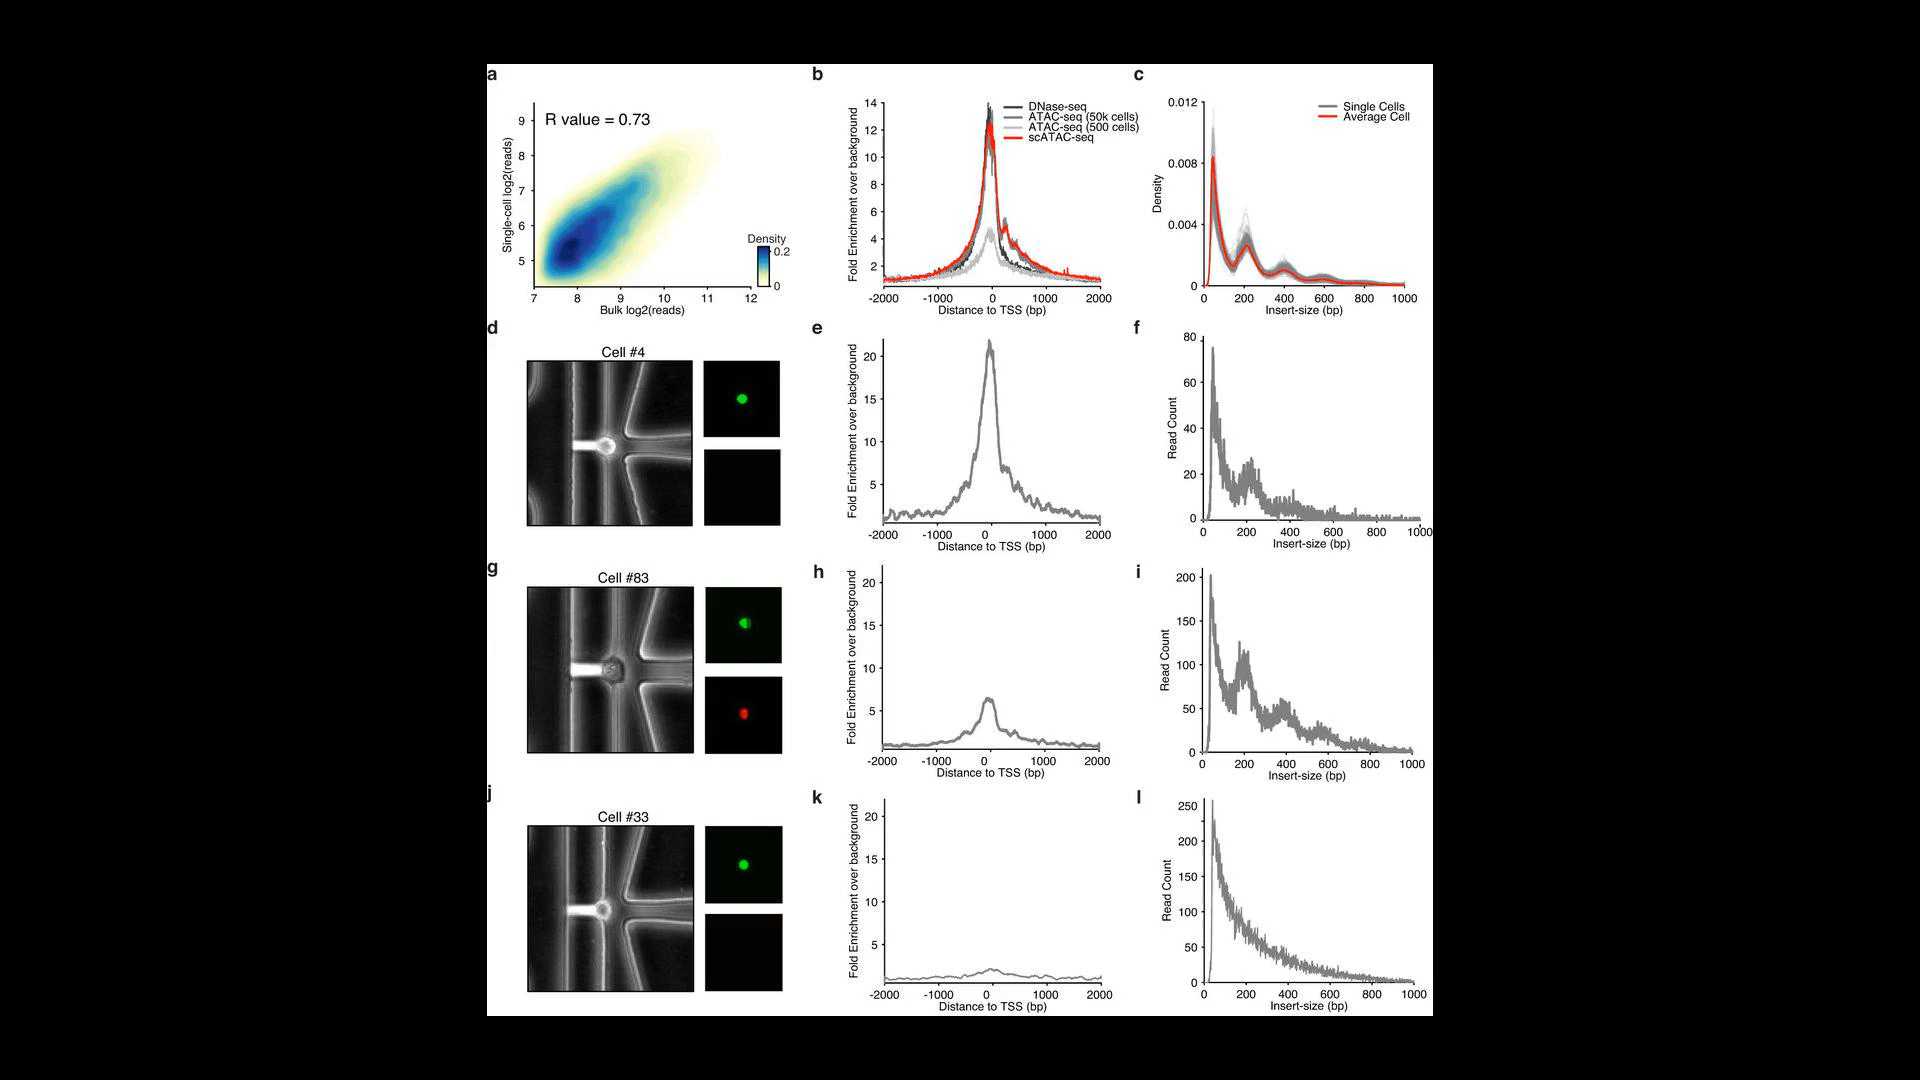 a
R value = 0.73
Single-cell log2(reads)
9
8
7
6
5
7 8 9 10 11 12
Bulk log2(reads)
Density
0.2
0
b
DNase-seq
ATAC-seq (50k cells)
ATAC-seq (500 cells)
scATAC-seq
Fold Enrichment over background
14
12
10
8
6
4
2
-2000 -1000 0 1000 2000
Distance to TSS (bp)
c
Single Cells
Average Cell
Density
0.012
0.008
0.004
0
0 200 400 600 800 1000
Insert-size (bp)
d
Cell #4
e
Fold Enrichment over background
20
15
10
5
-2000 -1000 0 1000 2000
Distance to TSS (bp)
f
Read Count
80
60
40
20
0
0 200 400 600 800 1000
Insert-size (bp)
g
Cell #83
h
Fold Enrichment over background
20
15
10
5
-2000 -1000 0 1000 2000
Distance to TSS (bp)
i
Read Count
200
150
100
50
0
0 200 400 600 800 1000
Insert-size (bp)
j
Cell #33
k
Fold Enrichment over background
20
15
10
5
-2000 -1000 0 1000 2000
Distance to TSS (bp)
l
Read Count
250
200
150
100
50
0
0 200 400 600 800 1000
Insert-size (bp)